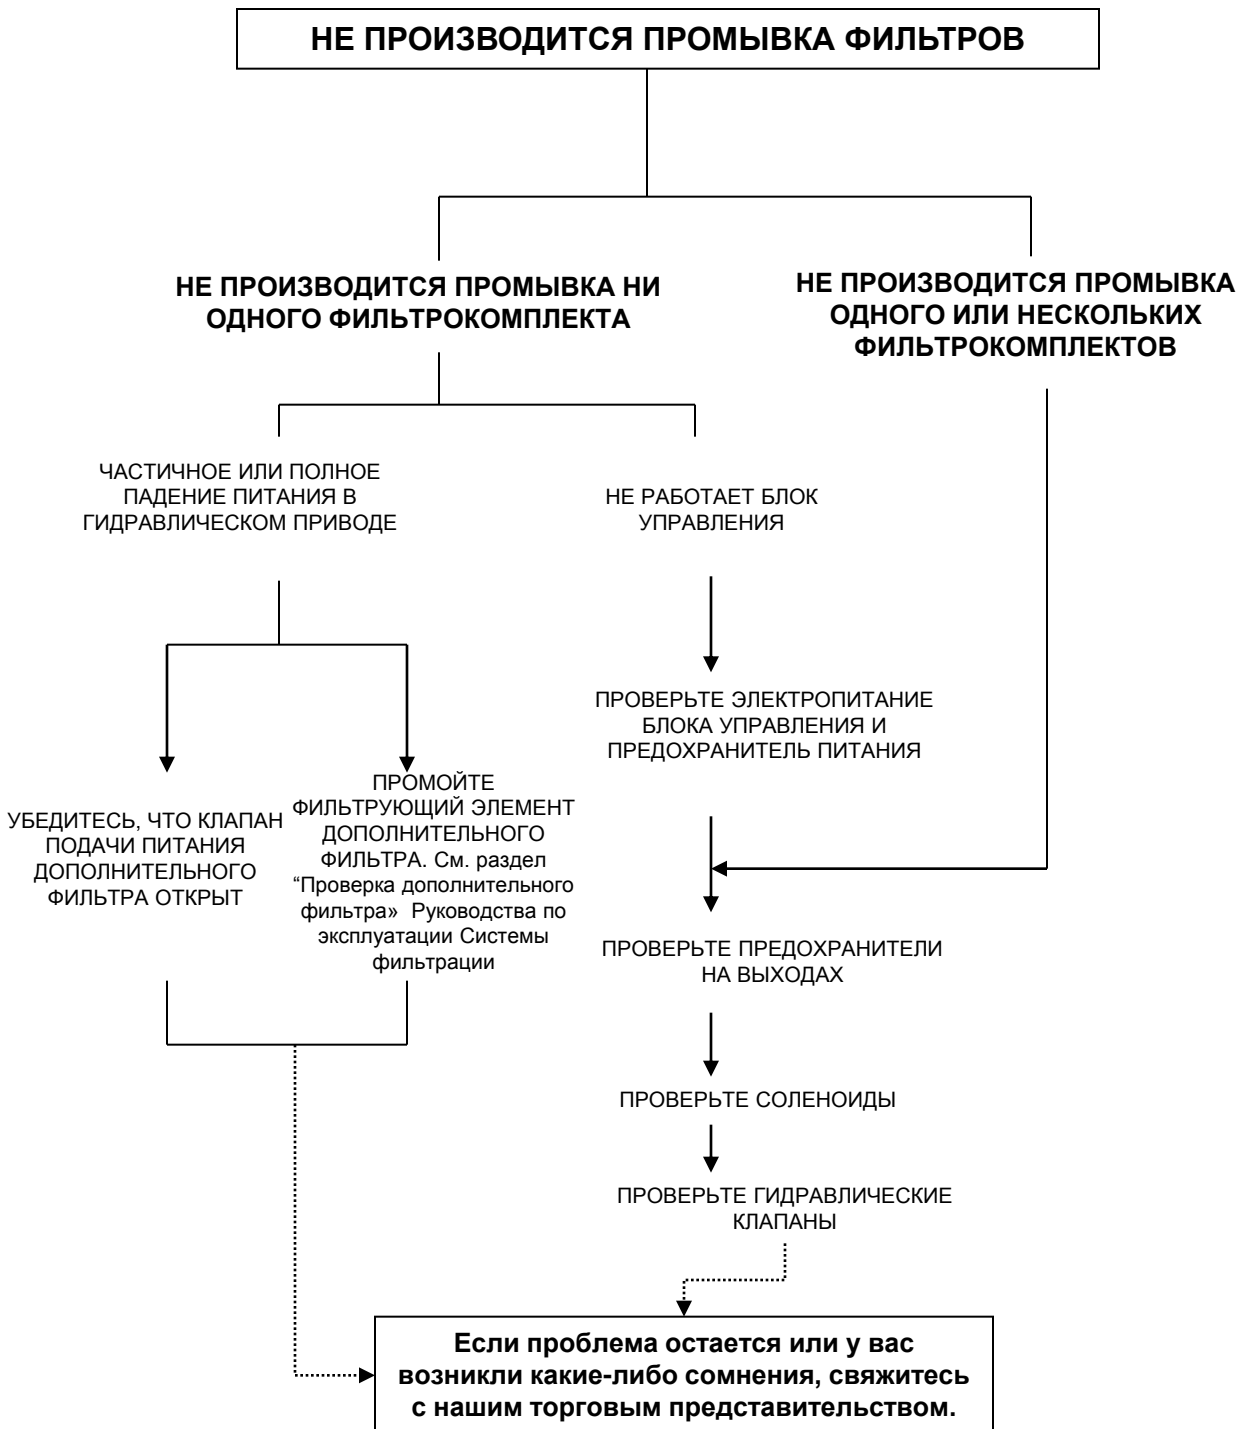 НЕ ПРОИЗВОДИТСЯ ПРОМЫВКА ФИЛЬТРОВ
НЕ ПРОИЗВОДИТСЯ ПРОМЫВКА НИ
ОДНОГО ФИЛЬТРОКОМПЛЕКТА
НЕ ПРОИЗВОДИТСЯ ПРОМЫВКА
ОДНОГО ИЛИ НЕСКОЛЬКИХ
ФИЛЬТРОКОМПЛЕКТОВ
ЧАСТИЧНОЕ ИЛИ ПОЛНОЕ
ПАДЕНИЕ ПИТАНИЯ В
ГИДРАВЛИЧЕСКОМ ПРИВОДЕ
НЕ РАБОТАЕТ БЛОК
УПРАВЛЕНИЯ
ПРОВЕРЬТЕ ЭЛЕКТРОПИТАНИЕ
БЛОКА УПРАВЛЕНИЯ И
ПРЕДОХРАНИТЕЛЬ ПИТАНИЯ
УБЕДИТЕСЬ, ЧТО КЛАПАН
ПОДАЧИ ПИТАНИЯ
ДОПОЛНИТЕЛЬНОГО
ФИЛЬТРА ОТКРЫТ
ПРОМОЙТЕ
ФИЛЬТРУЮЩИЙ ЭЛЕМЕНТ
ДОПОЛНИТЕЛЬНОГО
ФИЛЬТРА. См. раздел
“Проверка дополнительного
фильтра» Руководства по
эксплуатации Системы
фильтрации
ПРОВЕРЬТЕ ПРЕДОХРАНИТЕЛИ
НА ВЫХОДАХ
ПРОВЕРЬТЕ СОЛЕНОИДЫ
ПРОВЕРЬТЕ ГИДРАВЛИЧЕСКИЕ
КЛАПАНЫ
Если проблема остается или у вас
возникли какие-либо сомнения, свяжитесь
с нашим торговым представительством.